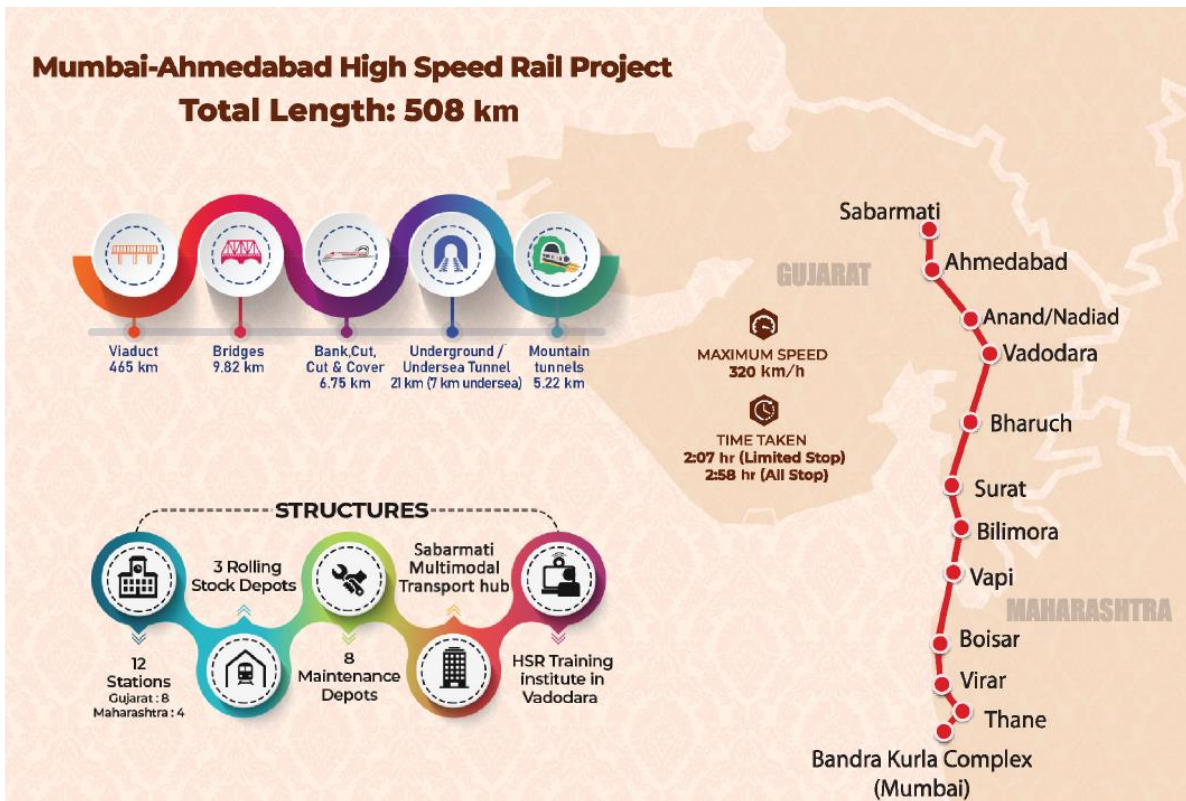 Mumbai-Ahmedabad High Speed Rail Project
Total Length: 508 km
Viaduct
465 km
Bridges
9.82 km
Bank,Cut,
Cut & Cover
6.75 km
Underground /
Undersea Tunnel
21 km (7 km undersea)
Mountain
tunnels
5.22 km
STRUCTURES
12
Stations
Gujarat : 8
Maharashtra : 4
3 Rolling
Stock Depots
8
Maintenance
Depots
Sabarmati
Multimodal
Transport hub
HSR Training
institute in
Vadodara
GUJARAT
MAXIMUM SPEED
320 km/h
TIME TAKEN
2:07 hr (Limited Stop)
2:58 hr (All Stop)
MAHARASHTRA
Sabarmati
Ahmedabad
Anand/Nadiad
Vadodara
Bharuch
Surat
Bilimora
Vapi
Boisar
Virar
Thane
Bandra Kurla Complex
(Mumbai)